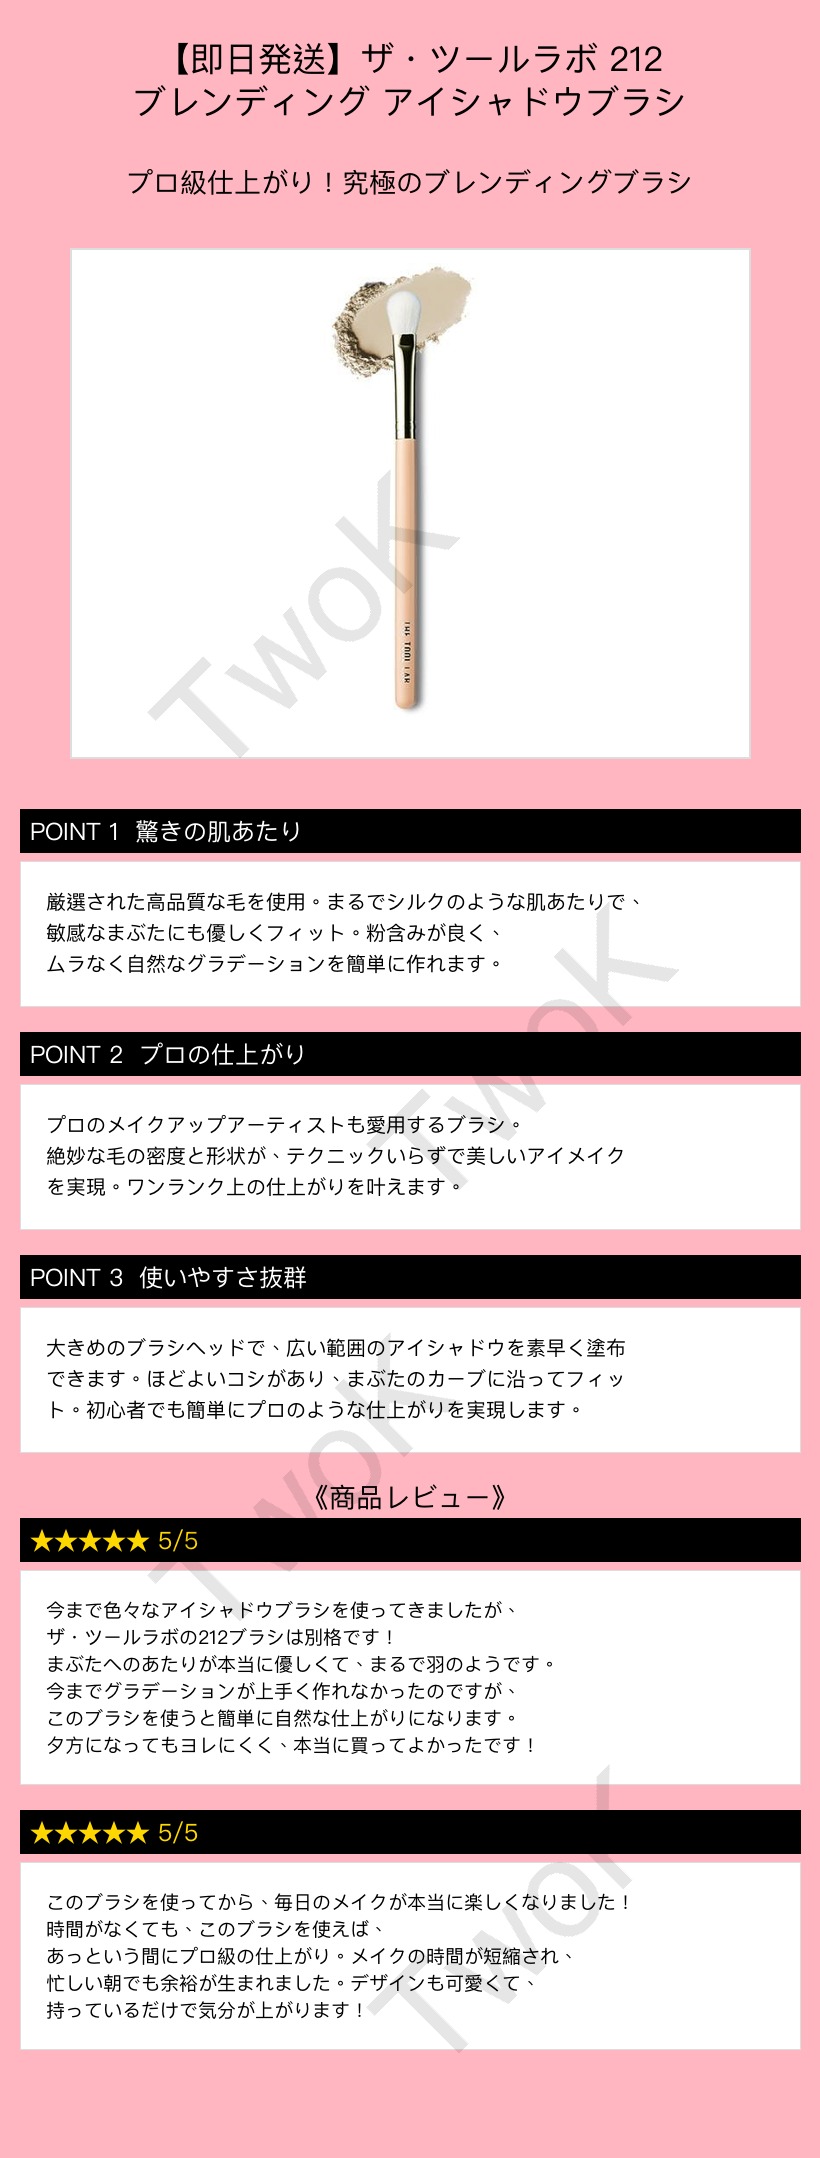 【即日発送】ザ・ツールラボ 212
ブレンディング アイシャドウブラシ
プロ級仕上がり！究極のブレンディングブラシ
THE TOOL LAB
TwoK
POINT 1 驚きの肌あたり
厳選された高品質な毛を使用。まるでシルクのような肌あたりで、
敏感なまぶたにも優しくフィット。粉含みが良く、
ムラなく自然なグラデーションを簡単に作れます。
TwoK
POINT 2 プロの仕上がり
プロのメイクアップアーティストも愛用するブラシ。
絶妙な毛の密度と形状が、テクニックいらずで美しいアイメイク
を実現。ワンランク上の仕上がりを叶えます。
POINT 3 使いやすさ抜群
大きめのブラシヘッドで、広い範囲のアイシャドウを素早く塗布
できます。ほどよいコシがあり、まぶたのカーブに沿ってフィッ
ト。初心者でも簡単にプロのような仕上がりを実現します。
TwoK
《商品レビュー》
★★★★★ 5/5
今まで色々なアイシャドウブラシを使ってきましたが、
ザ・ツールラボの212ブラシは別格です！
まぶたへのあたりが本当に優しくて、まるで羽のようです。
今までグラデーションが上手く作れなかったのですが、
このブラシを使うと簡単に自然な仕上がりになります。
夕方になってもヨレにくく、本当に買ってよかったです！
★★★★★ 5/5
このブラシを使ってから、毎日のメイクが本当に楽しくなりました！
時間がなくても、このブラシを使えば、
あっという間にプロ級の仕上がり。メイクの時間が短縮され、
忙しい朝でも余裕が生まれました。デザインも可愛くて、
持っているだけで気分が上がります！
TwoK